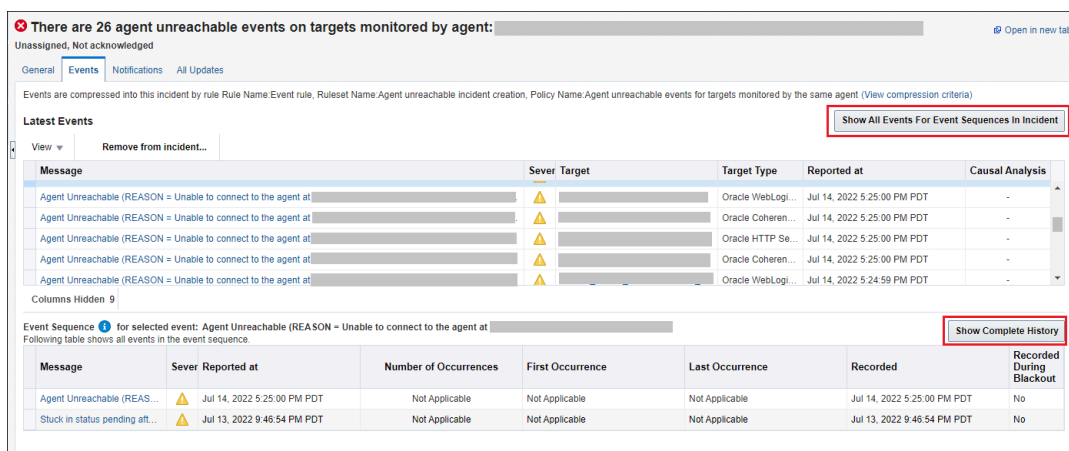 There are 26 agent unreachable events on targets monitored by agent:
Open in new tab
Unassigned, Not acknowledged
General Events Notifications All Updates
Events are compressed into this incident by rule Rule Name:Event rule, Ruleset Name:Agent unreachable incident creation, Policy Name:Agent unreachable events for targets monitored by the same agent (View compression criteria)
Latest Events
Show All Events For Event Sequences In Incident
View Remove from incident...
Message Sever Target Target Type Reported at Causal Analysis
Agent Unreachable (REASON = Unable to connect to the agent at Oracle WebLogi... Jul 14, 2022 5:25:00 PM PDT -
Agent Unreachable (REASON = Unable to connect to the agent at Oracle Coheren... Jul 14, 2022 5:25:00 PM PDT -
Agent Unreachable (REASON = Unable to connect to the agent at Oracle HTTP Se... Jul 14, 2022 5:25:00 PM PDT -
Agent Unreachable (REASON = Unable to connect to the agent at Oracle Coheren... Jul 14, 2022 5:25:00 PM PDT -
Agent Unreachable (REASON = Unable to connect to the agent at Oracle WebLogi... Jul 14, 2022 5:24:59 PM PDT -
Columns Hidden 9
Event Sequence i for selected event: Agent Unreachable (REASON = Unable to connect to the agent at
Following table shows all events in the event sequence.
Show Complete History
Message Sever Reported at Number of Occurrences First Occurrence Last Occurrence Recorded Recorded During Blackout
Agent Unreachable (REAS... Jul 14, 2022 5:25:00 PM PDT Not Applicable Not Applicable Not Applicable Jul 14, 2022 5:25:00 PM PDT No
Stuck in status pending aft... Jul 13, 2022 9:46:54 PM PDT Not Applicable Not Applicable Not Applicable Jul 13, 2022 9:46:54 PM PDT No